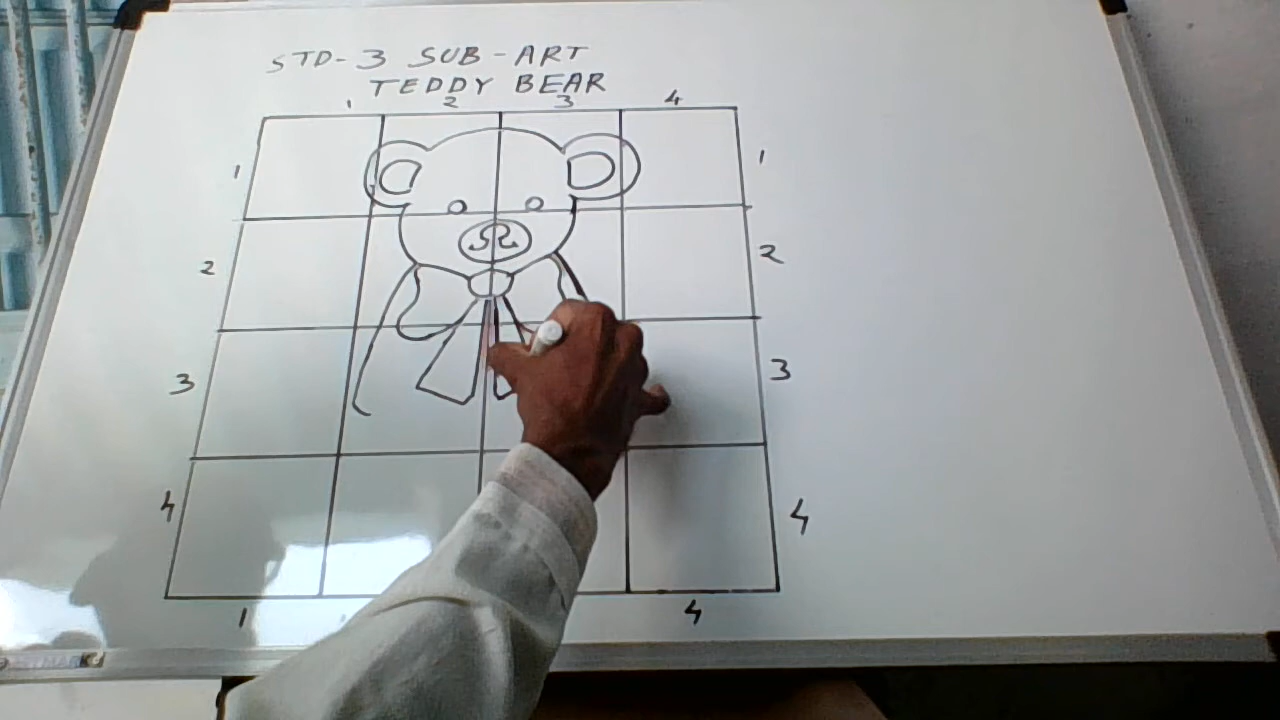 STD-3 SUB-ART
TEDDY BEAR
1 2 3 4
1 1
2 2
3 3
4 4
1 4